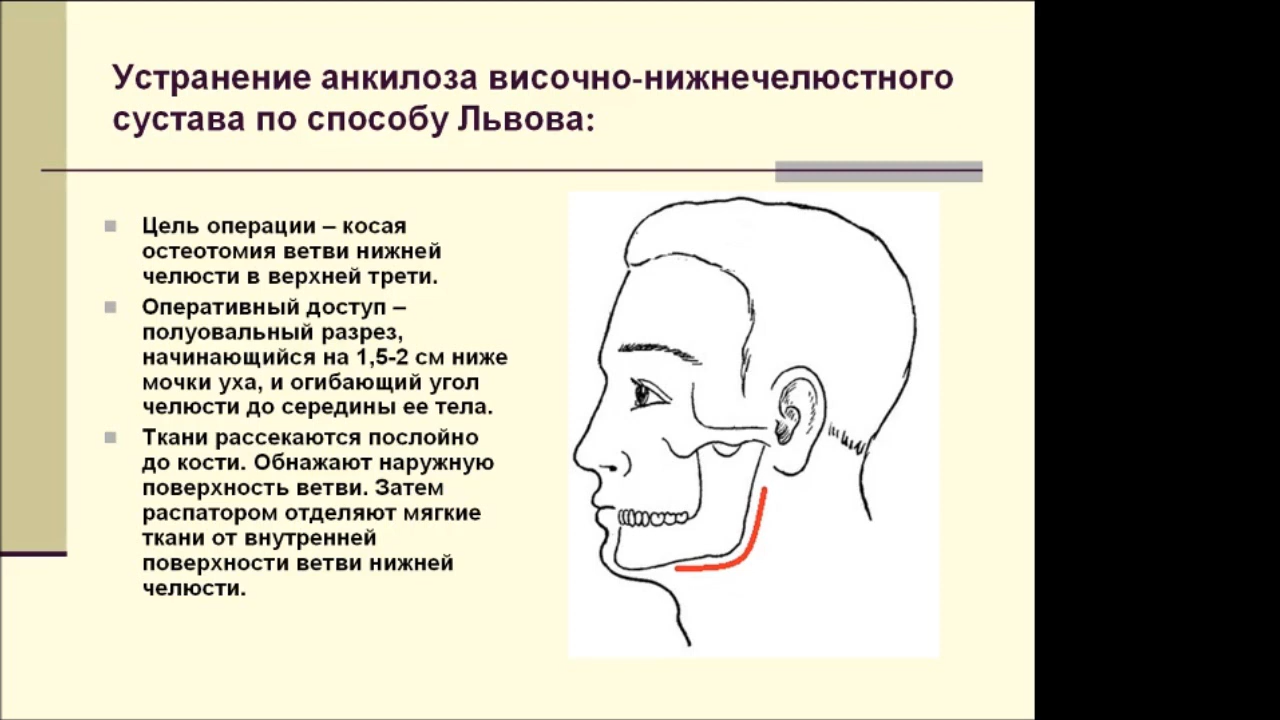 Устранение анкилоза височно-нижнечелюстного
сустава по способу Львова:
Цель операции – косая
остеотомия ветви нижней
челюсти в верхней трети.
Оперативный доступ –
полуовальный разрез,
начинающийся на 1,5-2 см ниже
мочки уха, и огибающий угол
челюсти до середины ее тела.
Ткани рассекаются послойно
до кости. Обнажают наружную
поверхность ветви. Затем
распатором отделяют мягкие
ткани от внутренней
поверхности ветви нижней
челюсти.